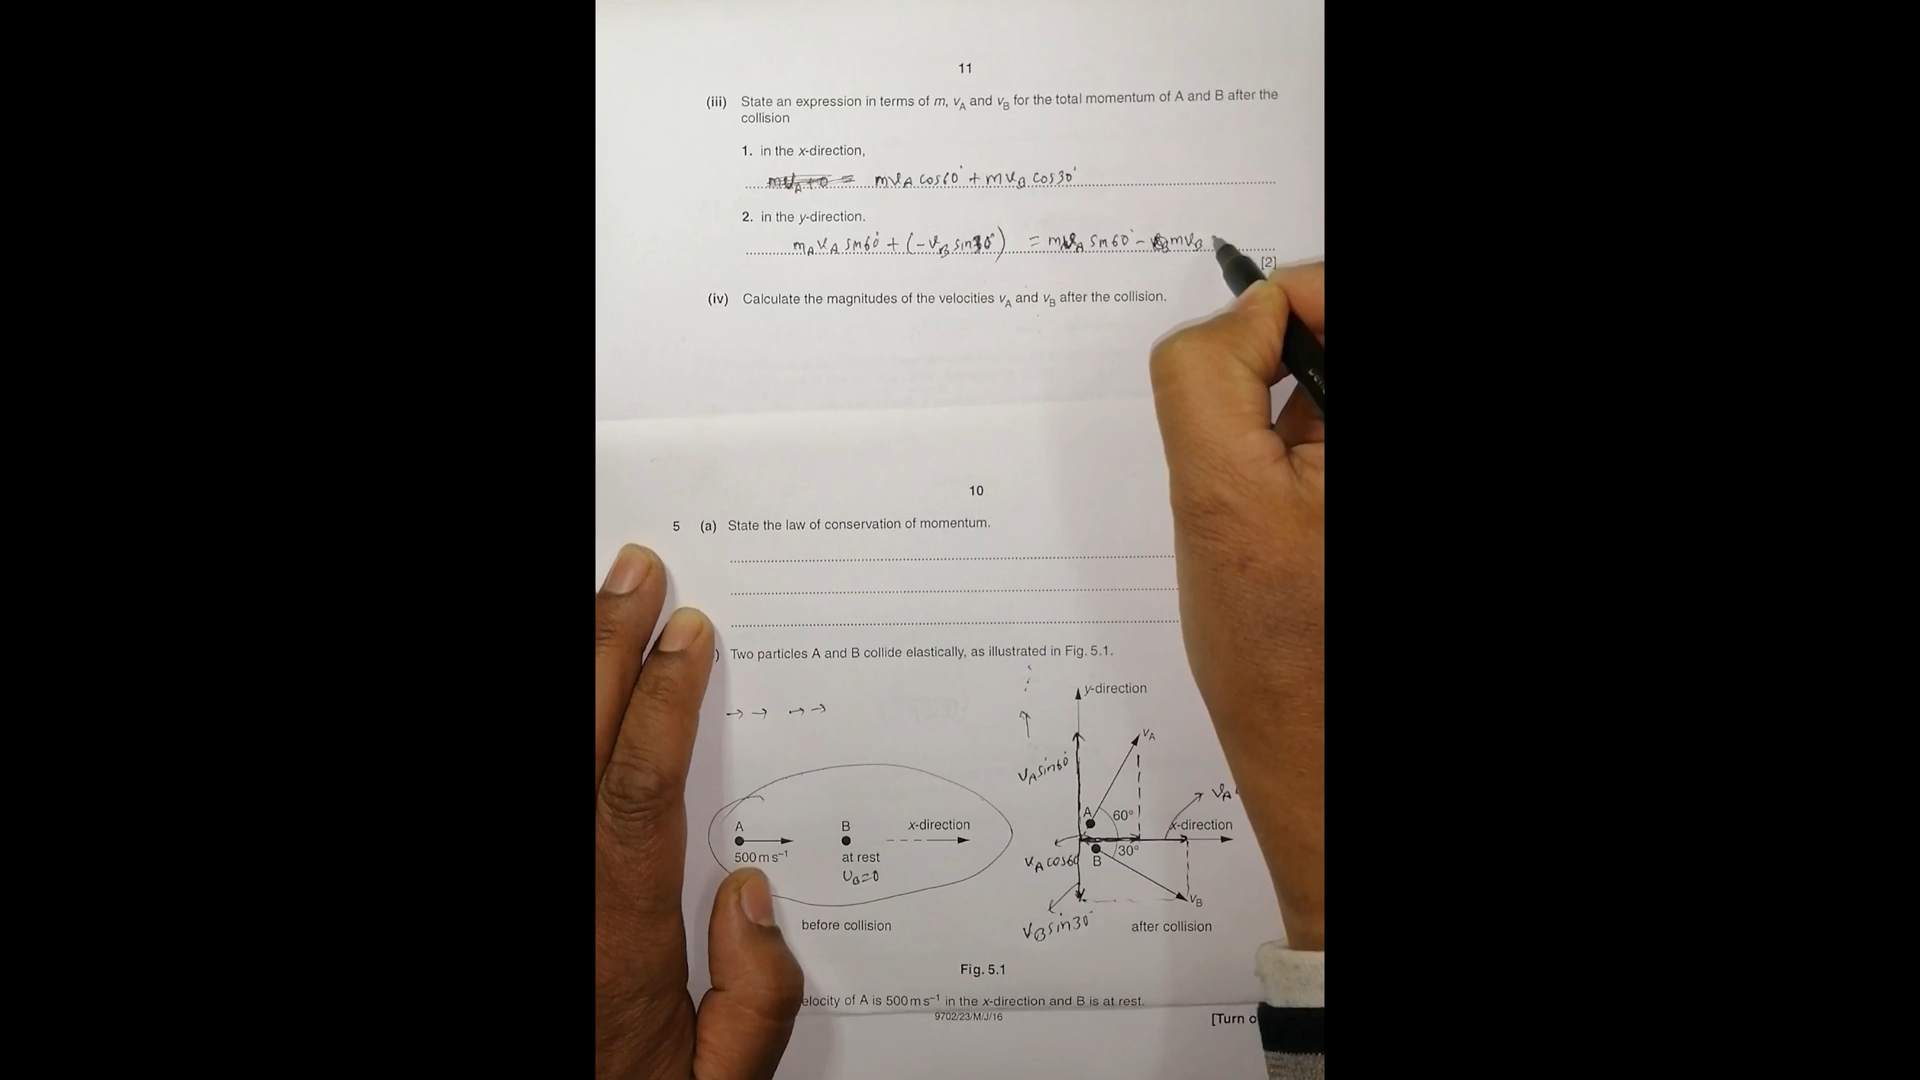 11
(iii) State an expression in terms of m, vA and vB for the total momentum of A and B after the
collision
1. in the x-direction,
mvA cos60° + mvB cos30°
2. in the y-direction.
mAvA sin60° + (-vB sin30°) = mvA sin60° - mvB
[2]
(iv) Calculate the magnitudes of the velocities vA and vB after the collision.
10
5 (a) State the law of conservation of momentum.
) Two particles A and B collide elastically, as illustrated in Fig. 5.1.
y-direction
vA
vA sin60°
vA
A
60°
x-direction
A
B
x-direction
500 m s⁻¹
at rest
UB=0
30°
vA cos60
B
vB
vB sin30°
before collision
after collision
Fig. 5.1
elocity of A is 500 m s⁻¹ in the x-direction and B is at rest.
9702/23/M/J/16
[Turn o